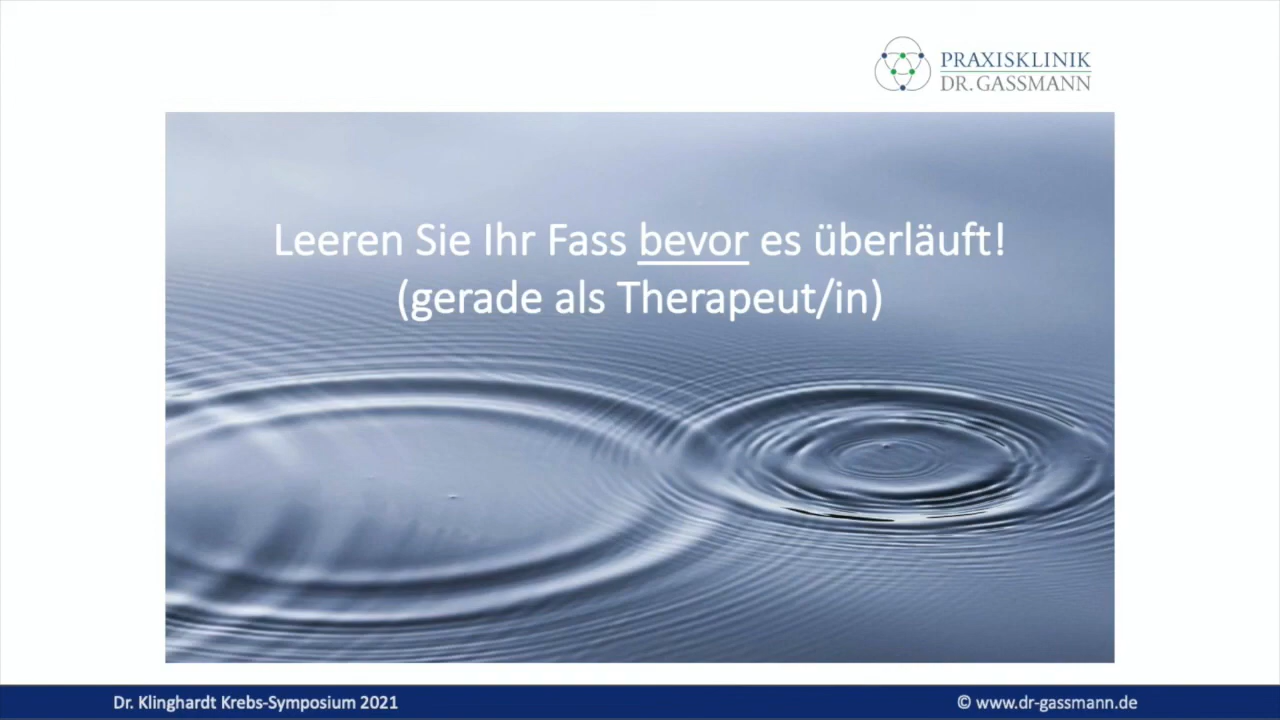 PRAXISKLINIK
DR. GASSMANN
Leeren Sie Ihr Fass bevor es überläuft!
(gerade als Therapeut/in)
Dr. Klinghardt Krebs-Symposium 2021
© www.dr-gassmann.de